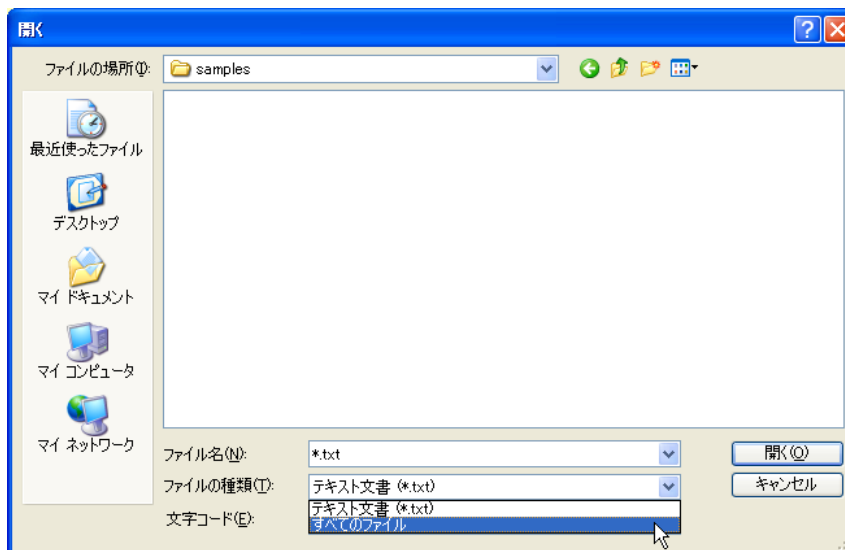 開く
ファイルの場所(I):
samples
最近使ったファイル
デスクトップ
マイ ドキュメント
マイ コンピュータ
マイ ネットワーク
ファイル名(N):
*.txt
開く(O)
ファイルの種類(T):
テキスト文書 (*.txt)
キャンセル
テキスト文書 (*.txt)
すべてのファイル
文字コード(E):